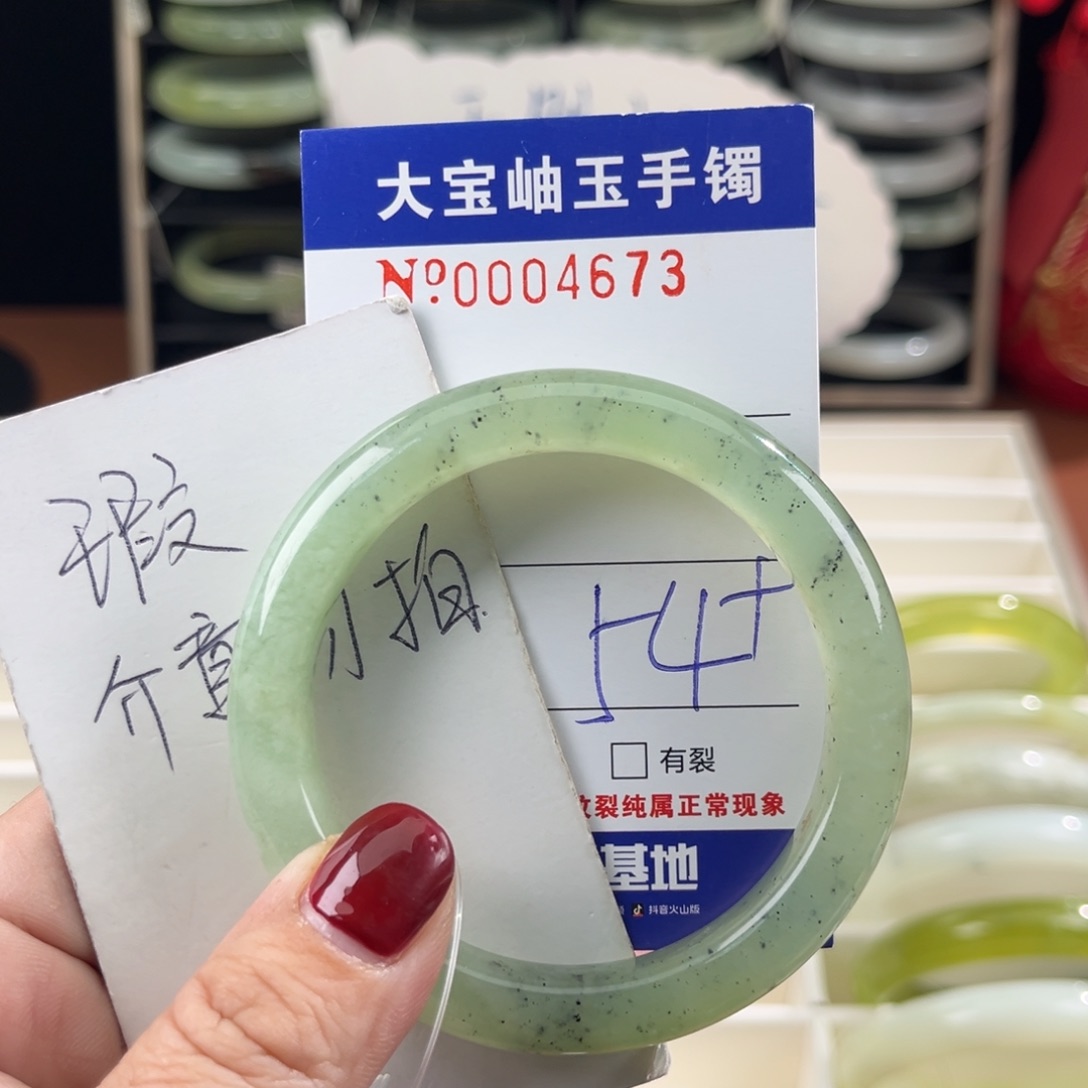 大宝岫玉手镯
Nº0004673
瑕
介意勿拍
54+
有裂
纹裂纯属正常现象
基地
抖音火山版